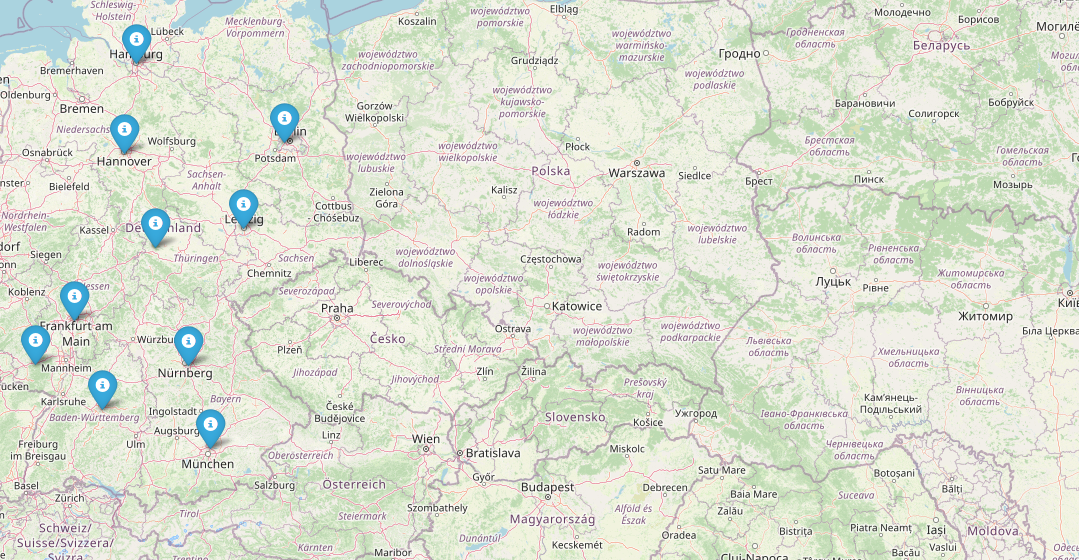 Schleswig-
Holstein
Lübeck
Mecklenburg-
Vorpommern
Koszalin
województwo
pomorskie
Elbląg
województwo
warmińsko-
mazurskie
Grudziądz
województwo
zachodniopomorskie
Гродно
Гродненская
область
Молодечно
Борисов
Беларусь
Bremerhaven
Oldenburg
Bremen
Niedersachs
Wolfsburg
Hannover
Osnabrück
Bielefeld
Potsdam
Sachsen-
Anhalt
Gorzów
Wielkopolski
województwo
kujawsko-
pomorskie
województwo
podlaskie
Барановичи
Солигорск
Бобруйск
Брестская
область
Гомельская
область
Płock
województwo
wielkopolskie
województwo
lubuskie
Polska
Warszawa
Siedlce
Брест
Пинск
Мозырь
Kalisz
Zielona
Góra
województwo
łódzkie
Cottbus
- Chóśebuz
Nordrhein-
Westfalen
Kassel
Siegen
Thüringen
Sachsen
Chemnitz
Liberec
województwo
dolnośląskie
Radom
województwo
lubelskie
Częstochowa
województwo
świętokrzyskie
województwo
opolskie
Волинська
область
Рівненська
область
Луцьк
Рівне
Житомирська
область
Житомир
Біла Церква
Koblenz
Severozápad
Severovýchod
Praha
Česko
Katowice
Ostrava
województwo
małopolskie
województwo
podkarpackie
Львівська
область
Хмельницька
область
Frankfurt am
Main
Mannheim
Nürnberg
Plzeň
Střední Morava
Jihozápad
Jihovýchod
Zlín
Žilina
Prešovský
kraj
Вінницька
область
Кам'янець-
Подільський
Karlsruhe
Baden-Württemberg
Bayern
Ingolstadt
Augsburg
Ulm
München
České
Budějovice
Linz
Slovensko
Košice
Ужгород
Івано-Франківська
область
Чернівецька
область
Freiburg
im Breisgau
Basel
Zürich
Oberösterreich
Salzburg
Wien
Bratislava
Győr
Miskolc
Satu Mare
Botoșani
Bălți
Schweiz/
Suisse/Svizzera/
Svizra
Tirol
Österreich
Szombathely
Budapest
Debrecen
Baia Mare
Suceava
Steiermark
Magyarország
Alföld és
Észak
Zalău
Bistrița
Piatra Neamț
Iași
Moldova
Kärnten
Maribor
Dunántúl
Kecskemét
Oradea
Cluj-Napoca
Bacău
Vaslui